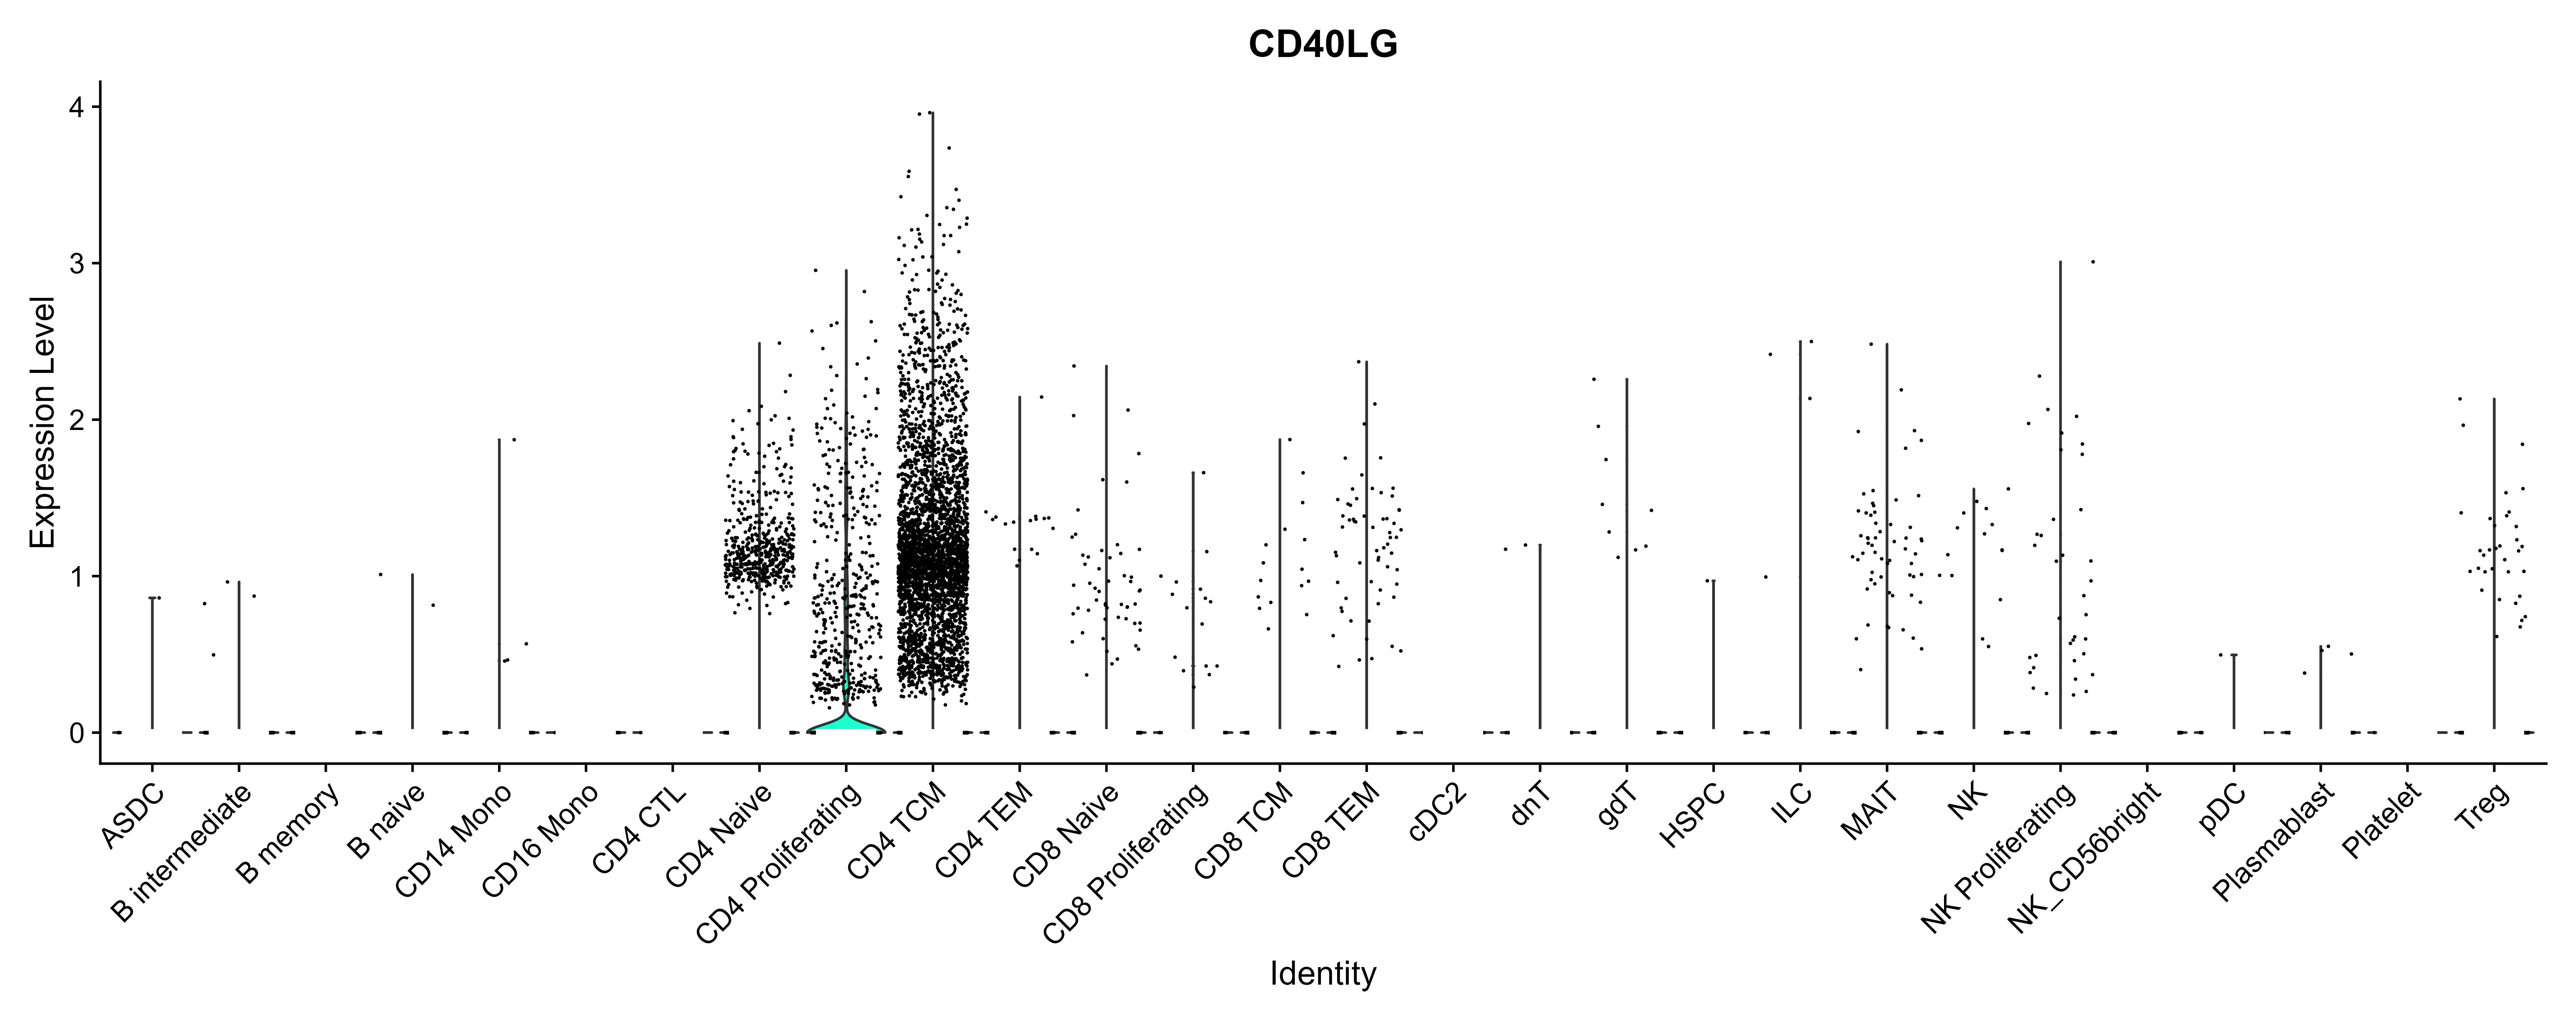 CD40LG
Expression Level
4
3
2
1
0
ASDC
B intermediate
B memory
B naive
CD14 Mono
CD16 Mono
CD4 CTL
CD4 Naive
CD4 Proliferating
CD4 TCM
CD4 TEM
CD8 Naive
CD8 Proliferating
CD8 TCM
CD8 TEM
cDC2
dnT
gdT
HSPC
ILC
MAIT
NK
NK Proliferating
NK_CD56bright
pDC
Plasmablast
Platelet
Treg
Identity